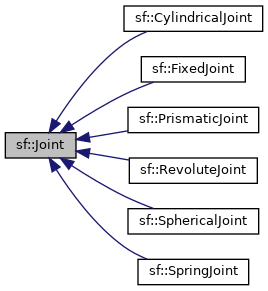 sf::CylindricalJoint
sf::FixedJoint
sf::PrismaticJoint
sf::Joint
sf::RevoluteJoint
sf::SphericalJoint
sf::SpringJoint